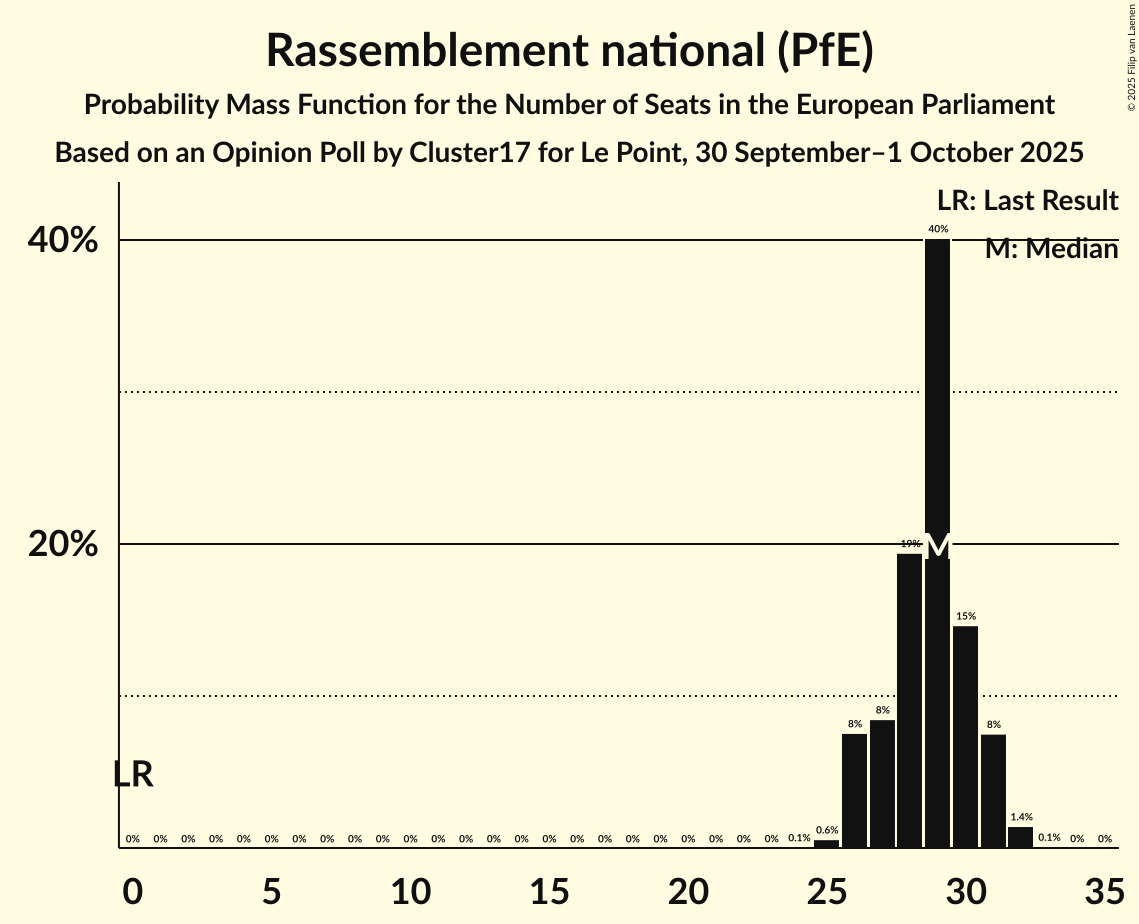 Rassemblement national (PfE)
Probability Mass Function for the Number of Seats in the European Parliament
Based on an Opinion Poll by Cluster17 for Le Point, 30 September–1 October 2025
© 2025 Filip van Laenen
LR: Last Result
M: Median
40%
20%
40%
19%
M
15%
8%
8%
8%
1.4%
LR
0% 0% 0% 0% 0% 0% 0% 0% 0% 0% 0% 0% 0% 0% 0% 0% 0% 0% 0% 0% 0% 0% 0% 0% 0.1% 0.6% 0.1% 0% 0%
0 5 10 15 20 25 30 35